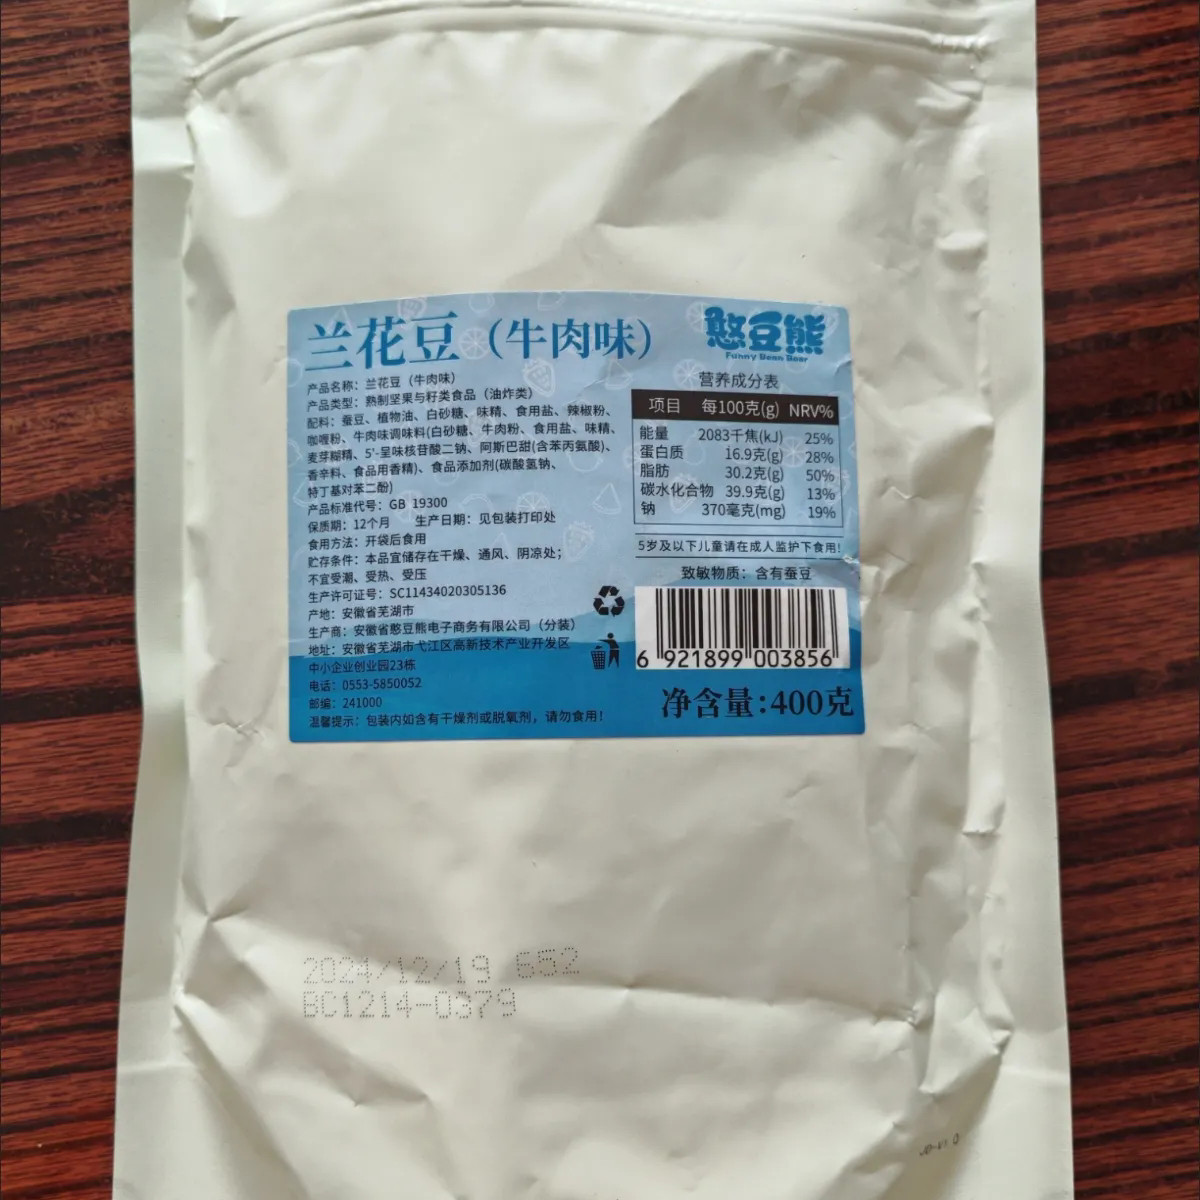 兰花豆（牛肉味）
憨豆熊
Funny Bean Bear
产品名称：兰花豆（牛肉味）
产品类型：熟制坚果与籽类食品（油炸类）
配料：蚕豆、植物油、白砂糖、味精、食用盐、辣椒粉、
咖喱粉、牛肉味调味料(白砂糖、牛肉粉、食用盐、味精、
麦芽糊精、5'-呈味核苷酸二钠、阿斯巴甜(含苯丙氨酸)、
香辛料、食品用香精)、食品添加剂(碳酸氢钠、
特丁基对苯二酚)
产品标准代号：GB 19300
保质期：12个月 生产日期：见包装打印处
食用方法：开袋后食用
贮存条件：本品宜储存在干燥、通风、阴凉处；
不宜受潮、受热、受压
生产许可证号：SC11434020305136
产地：安徽省芜湖市
生产商：安徽省憨豆熊电子商务有限公司（分装）
地址：安徽省芜湖市弋江区高新技术产业开发区
中小企业创业园23栋
电话：0553-5850052
邮编：241000
温馨提示：包装内如含有干燥剂或脱氧剂，请勿食用！
营养成分表
项目 每100克(g) NRV%
能量 2083千焦(kJ) 25%
蛋白质 16.9克(g) 28%
脂肪 30.2克(g) 50%
碳水化合物 39.9克(g) 13%
钠 370毫克(mg) 19%
5岁及以下儿童请在成人监护下食用!
致敏物质：含有蚕豆
6 921899 003856
净含量:400克
2024/12/19 652
BC1214-0379